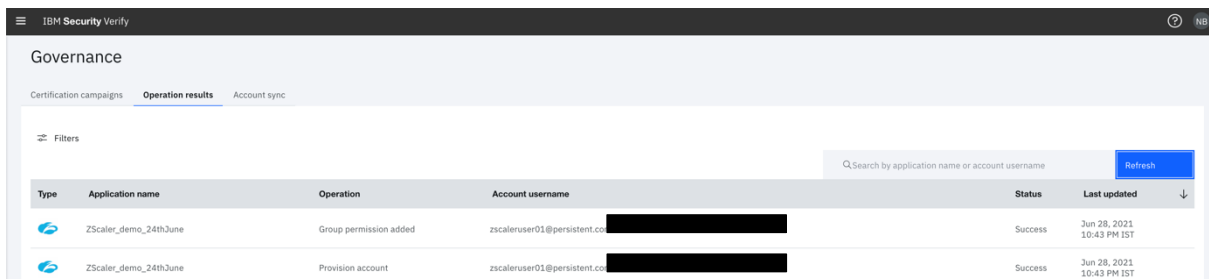 IBM Security Verify
NB
Governance
Certification campaigns Operation results Account sync
Filters
Search by application name or account username Refresh
Type Application name Operation Account username Status Last updated
ZScaler_demo_24thJune Group permission added zscaleruser01@persistent.co Success Jun 28, 2021
10:43 PM IST
ZScaler_demo_24thJune Provision account zscaleruser01@persistent.co Success Jun 28, 2021
10:43 PM IST